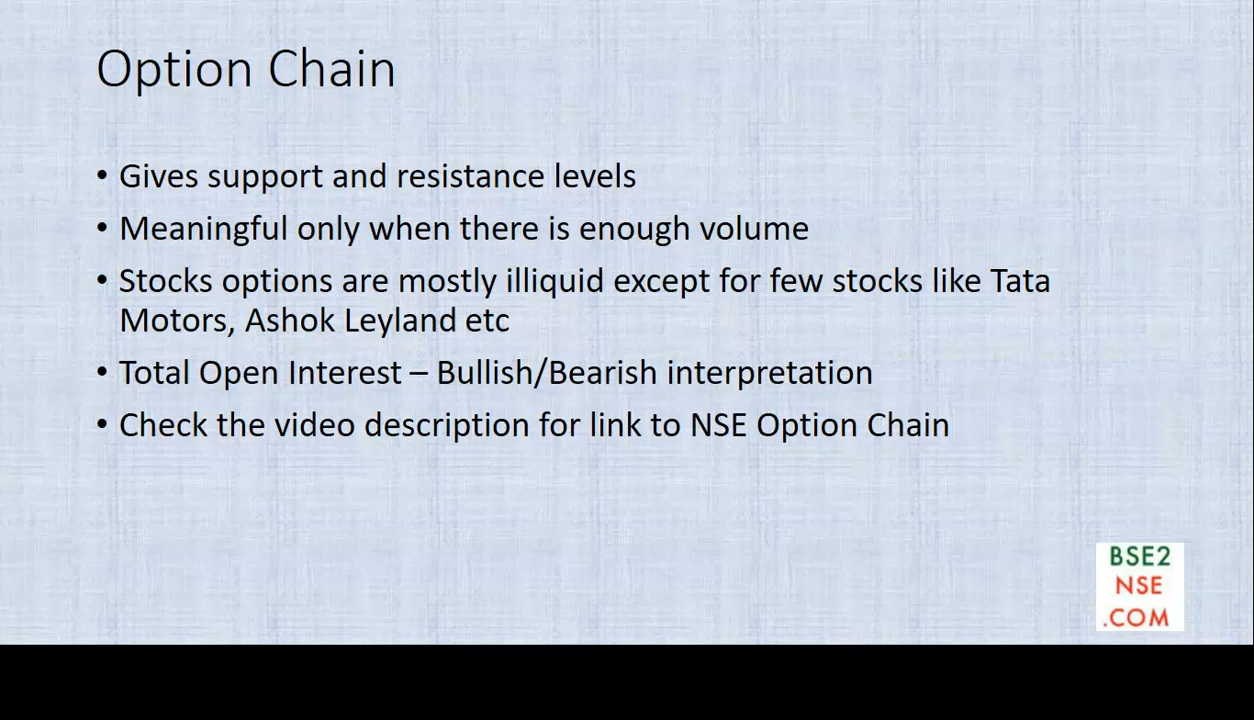 Option Chain
• Gives support and resistance levels
• Meaningful only when there is enough volume
• Stocks options are mostly illiquid except for few stocks like Tata
Motors, Ashok Leyland etc
• Total Open Interest – Bullish/Bearish interpretation
• Check the video description for link to NSE Option Chain
BSE2
NSE
.COM